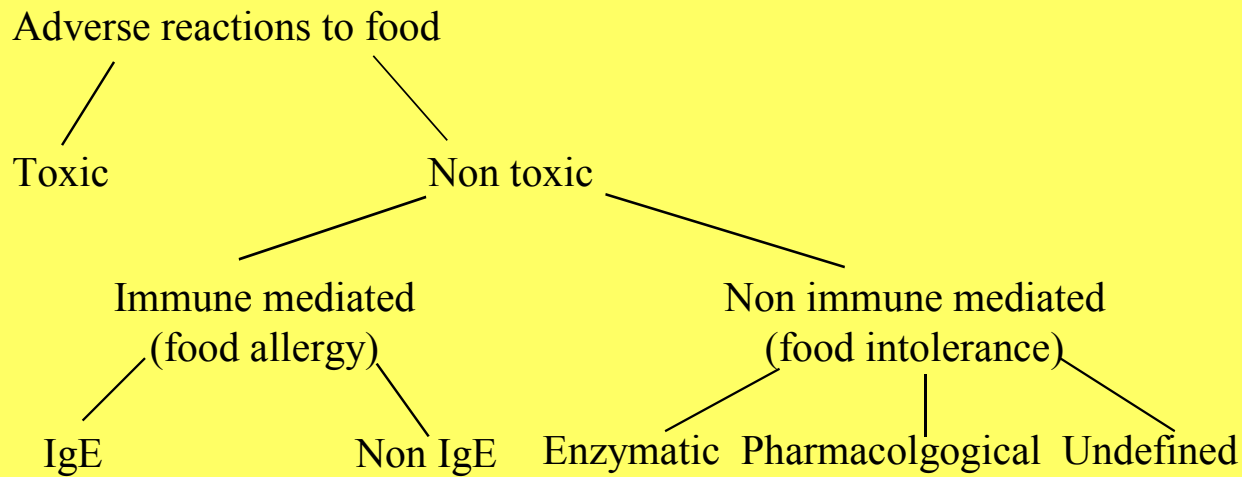 Adverse reactions to food
Toxic
Non toxic
Immune mediated
(food allergy)
Non immune mediated
(food intolerance)
IgE
Non IgE
Enzymatic
Pharmacolgogical
Undefined